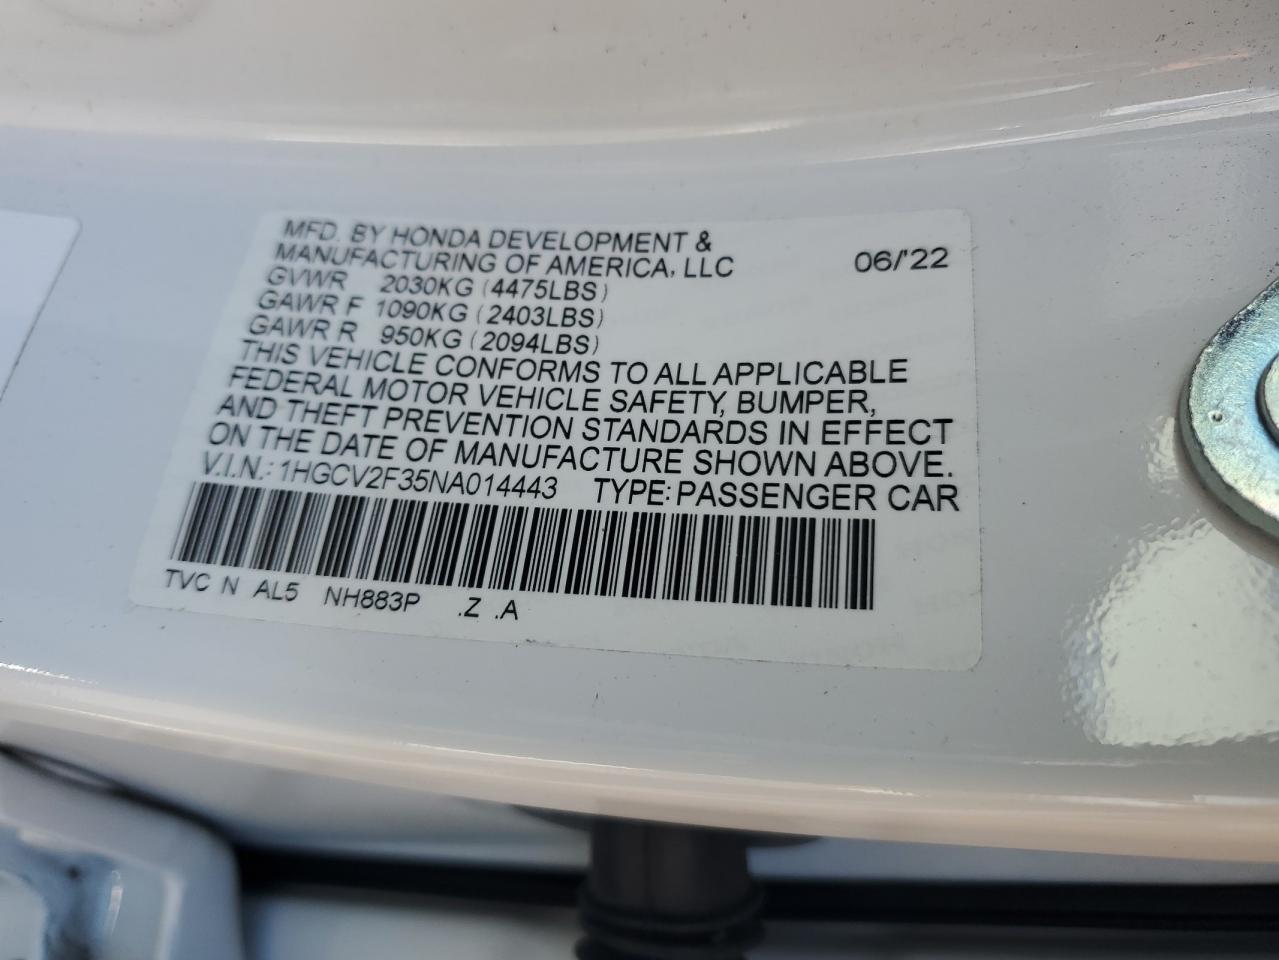 MFD. BY HONDA DEVELOPMENT &
MANUFACTURING OF AMERICA, LLC 06/'22
GVWR 2030KG (4475LBS)
GAWR F 1090KG (2403LBS)
GAWR R 950KG (2094LBS)
THIS VEHICLE CONFORMS TO ALL APPLICABLE
FEDERAL MOTOR VEHICLE SAFETY, BUMPER,
AND THEFT PREVENTION STANDARDS IN EFFECT
ON THE DATE OF MANUFACTURE SHOWN ABOVE.
V.I.N.: 1HGCV2F35NA014443 TYPE: PASSENGER CAR
TVC N AL5 NH883P .Z .A